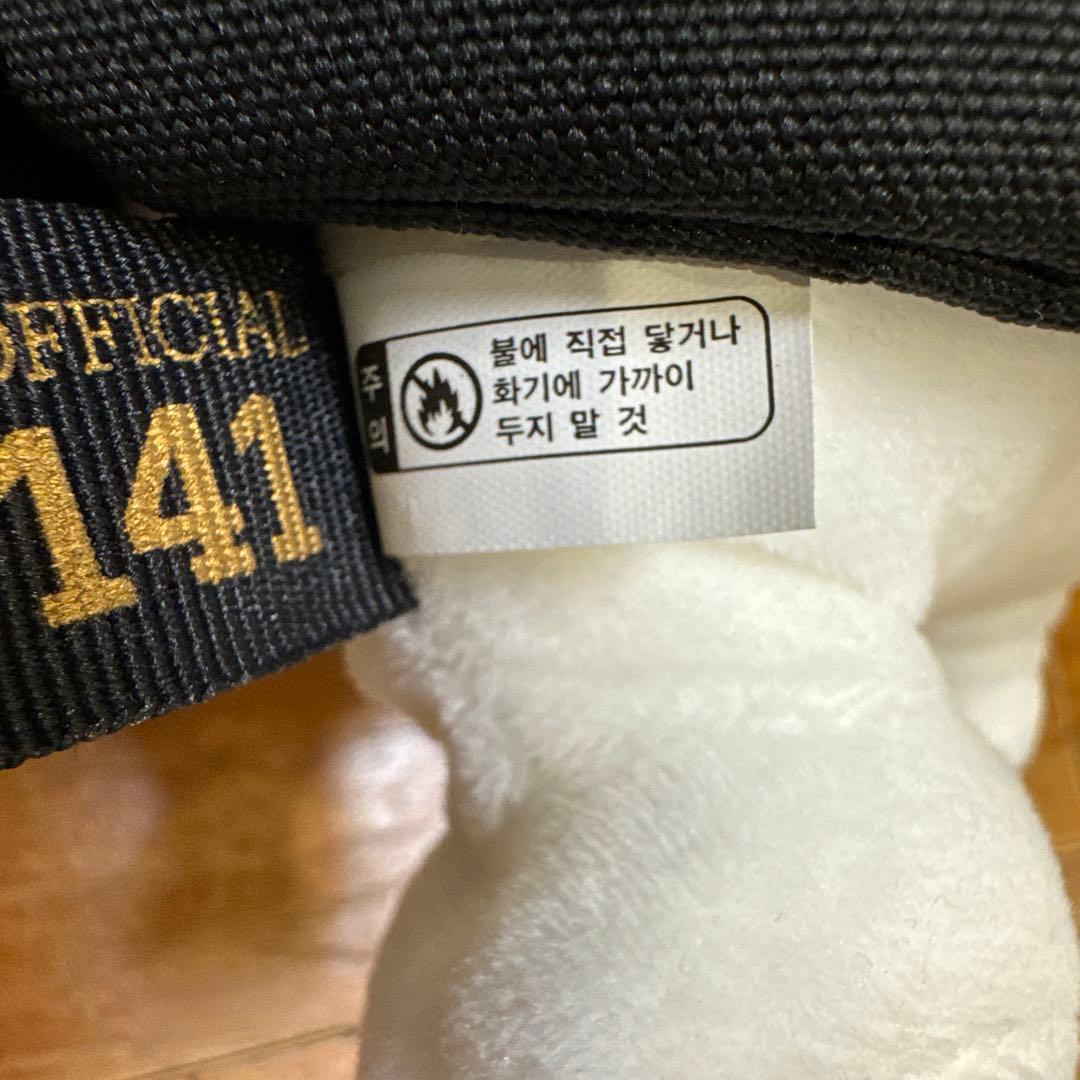 OFFICIAL
141
주의
불에 직접 닿거나
화기에 가까이
두지 말 것